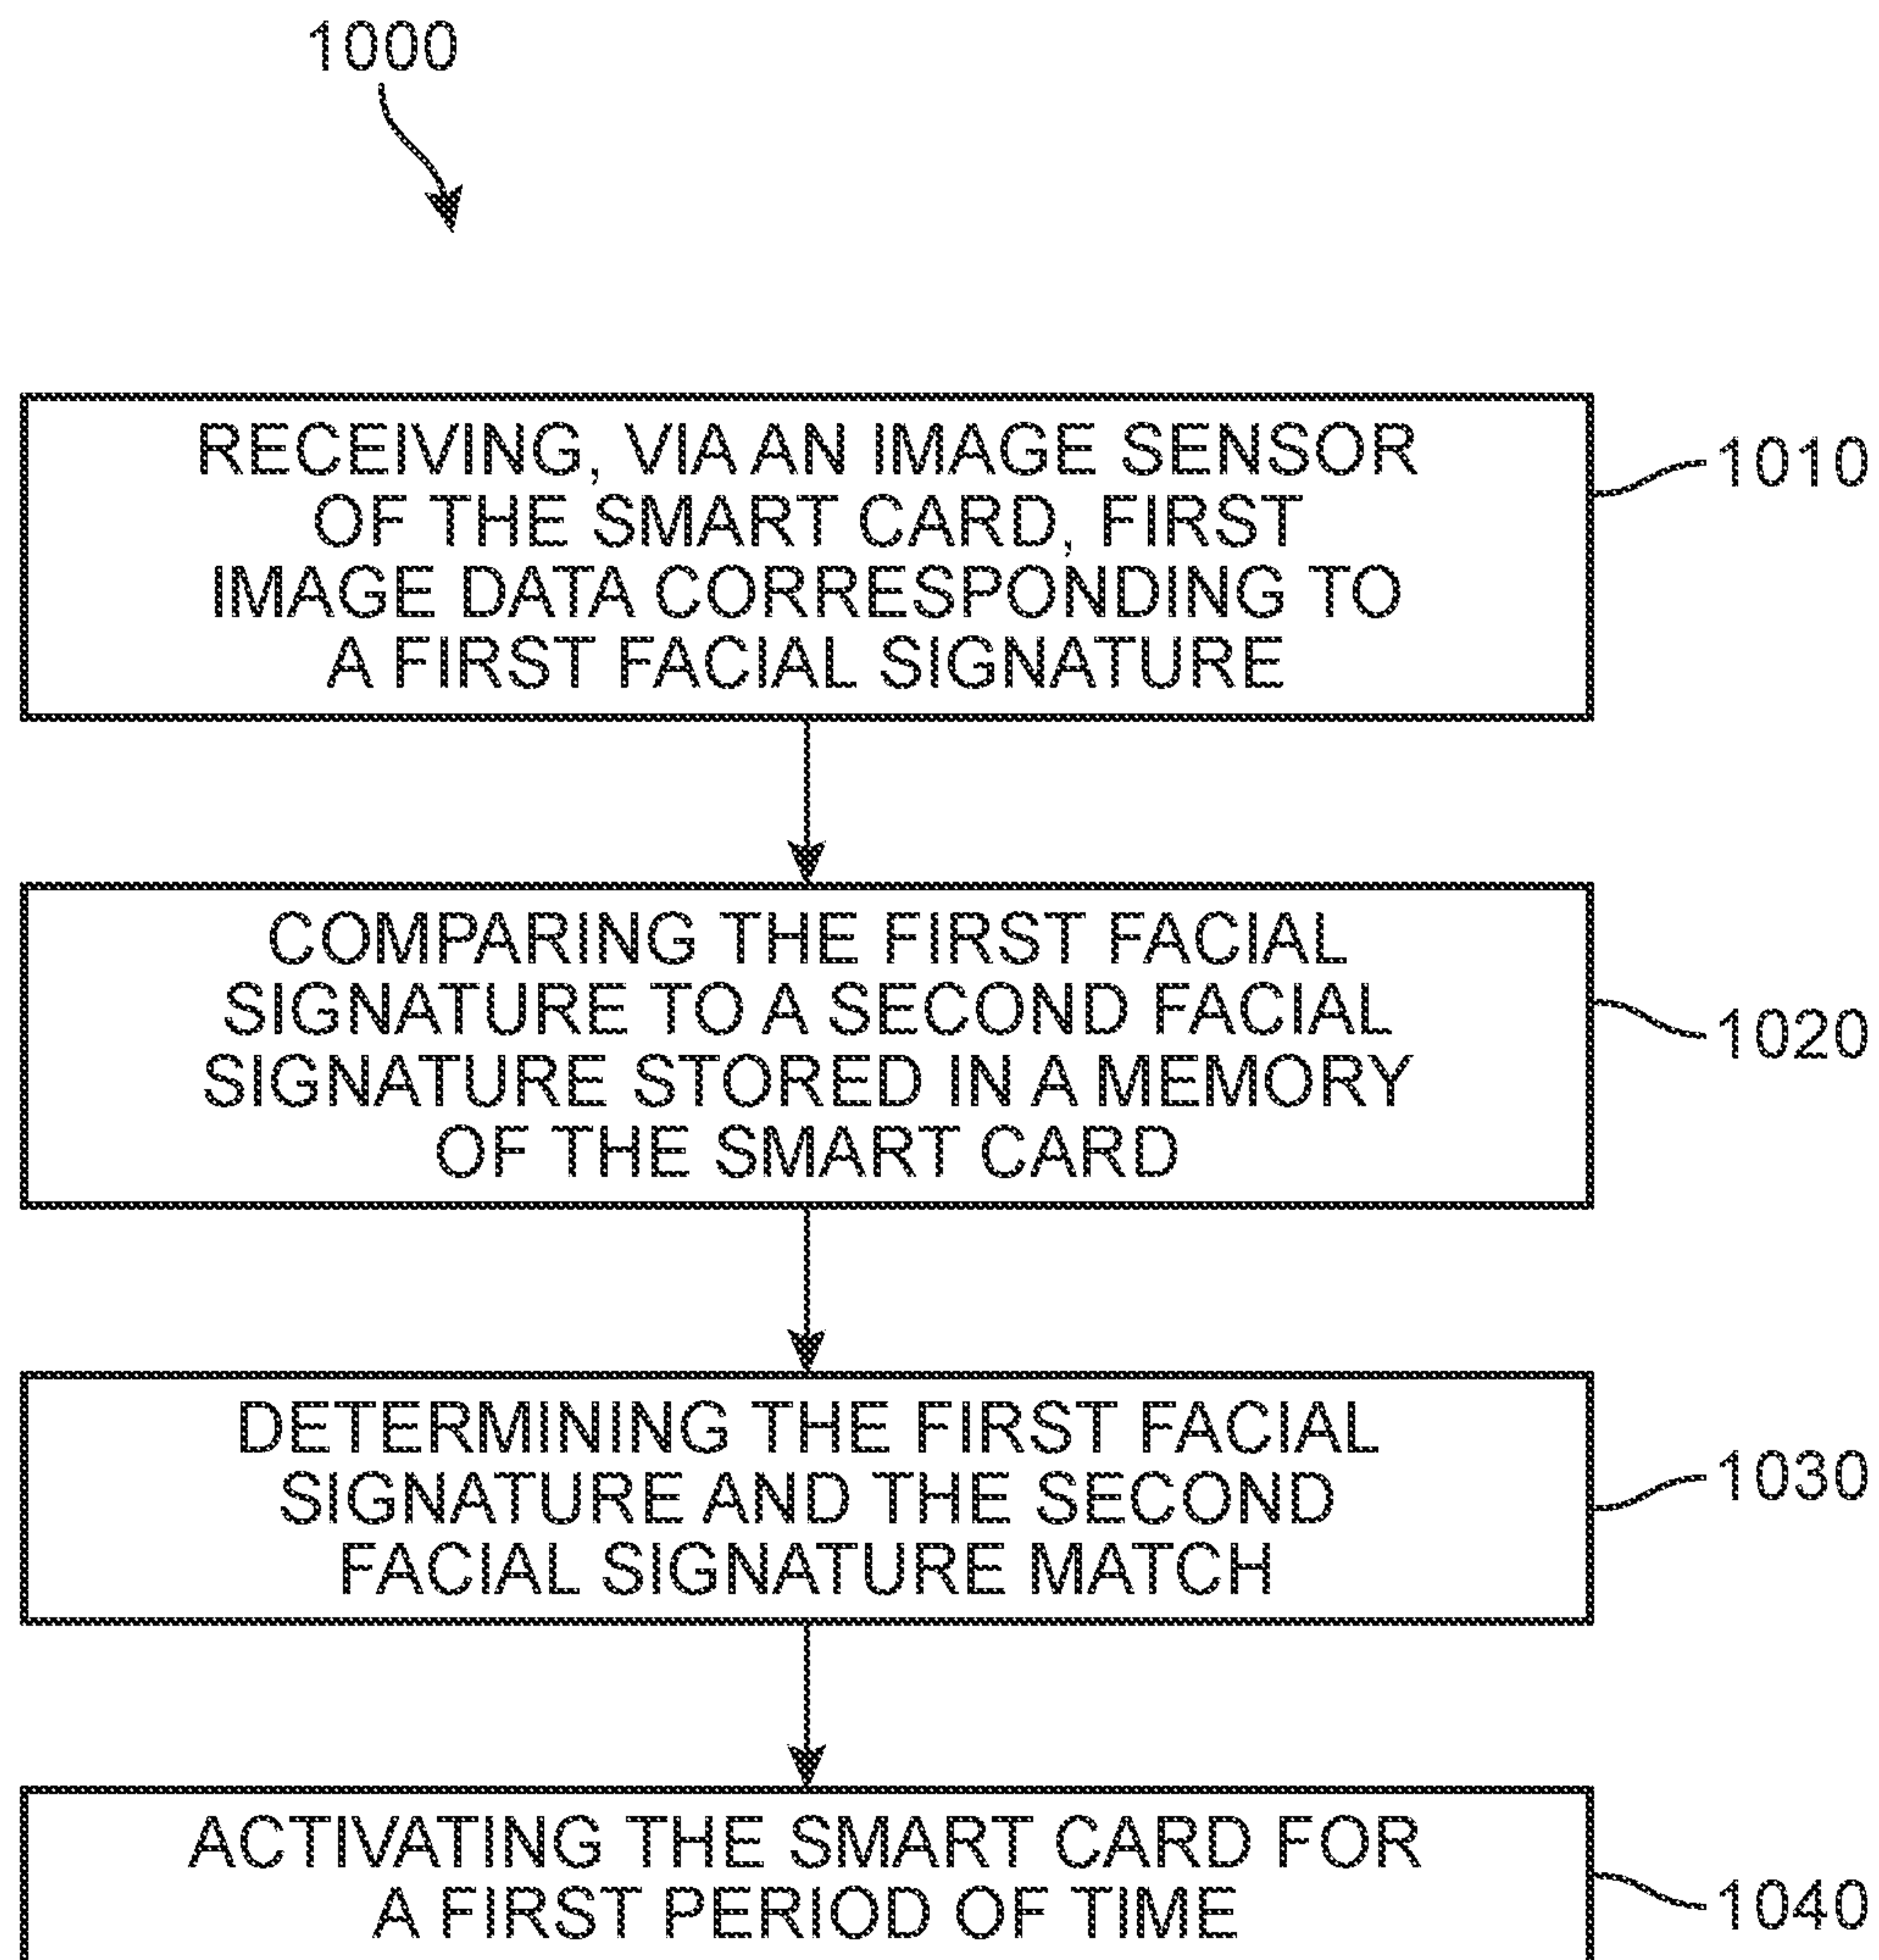 1000
RECEIVING, VIA AN IMAGE SENSOR
OF THE SMART CARD, FIRST
IMAGE DATA CORRESPONDING TO
A FIRST FACIAL SIGNATURE
1010
COMPARING THE FIRST FACIAL
SIGNATURE TO A SECOND FACIAL
SIGNATURE STORED IN A MEMORY
OF THE SMART CARD
1020
DETERMINING THE FIRST FACIAL
SIGNATURE AND THE SECOND
FACIAL SIGNATURE MATCH
1030
ACTIVATING THE SMART CARD FOR
A FIRST PERIOD OF TIME
1040